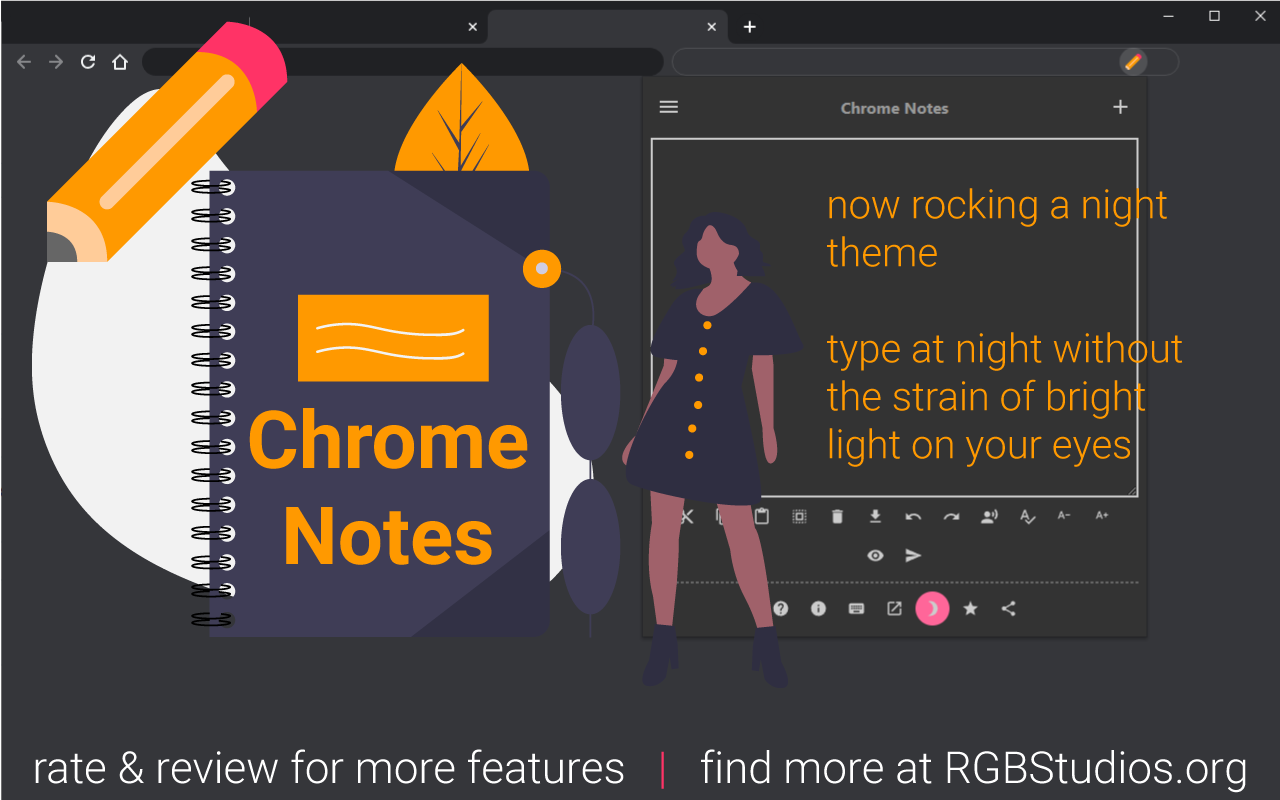 Chrome Notes
now rocking a night
theme
type at night without
the strain of bright
light on your eyes
Chrome
Notes
A−
A+
rate & review for more features | find more at RGBStudios.org